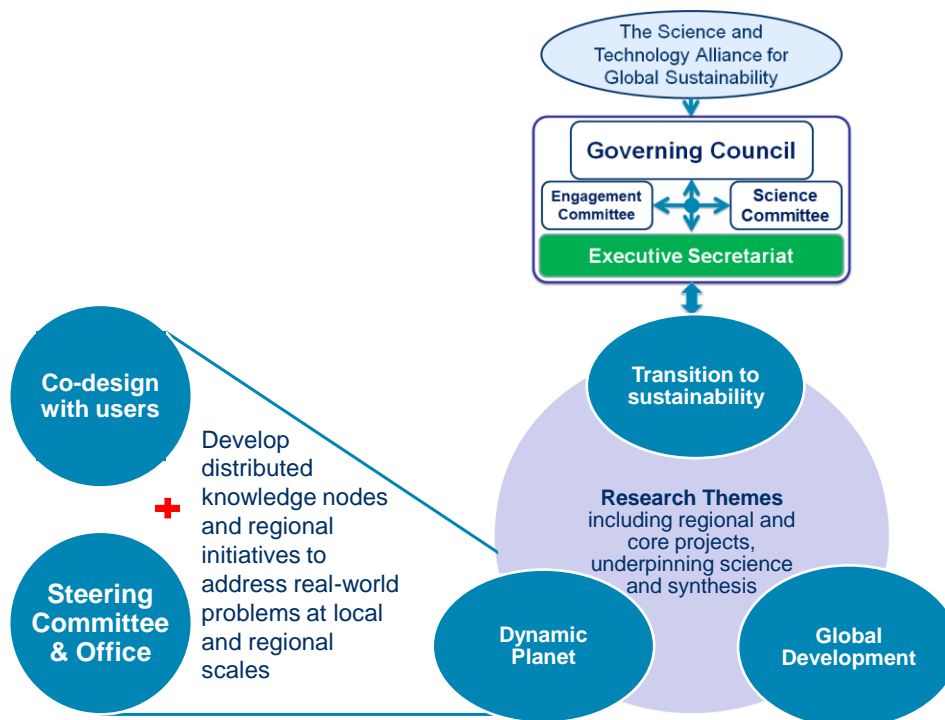 The Science and
Technology Alliance for
Global Sustainability
Governing Council
Engagement
Committee
Science
Committee
Executive Secretariat
Transition to
sustainability
Research Themes
including regional and
core projects,
underpinning science
and synthesis
Dynamic
Planet
Global
Development
Co-design
with users
Steering
Committee
& Office
Develop
distributed
knowledge nodes
and regional
initiatives to
address real-world
problems at local
and regional
scales